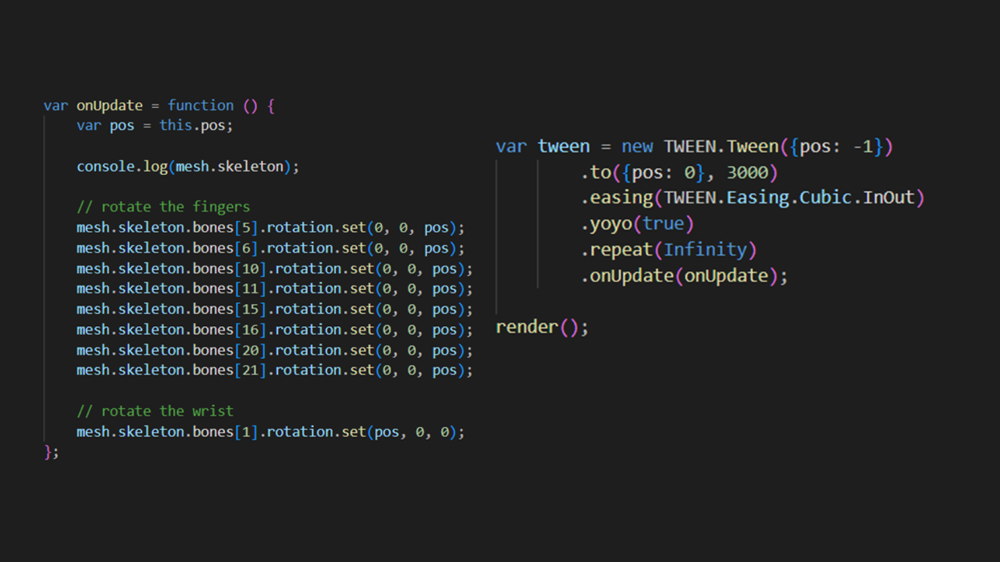 var onUpdate = function () {
    var pos = this.pos;
    console.log(mesh.skeleton);
    // rotate the fingers
    mesh.skeleton.bones[5].rotation.set(0, 0, pos);
    mesh.skeleton.bones[6].rotation.set(0, 0, pos);
    mesh.skeleton.bones[10].rotation.set(0, 0, pos);
    mesh.skeleton.bones[11].rotation.set(0, 0, pos);
    mesh.skeleton.bones[15].rotation.set(0, 0, pos);
    mesh.skeleton.bones[16].rotation.set(0, 0, pos);
    mesh.skeleton.bones[20].rotation.set(0, 0, pos);
    mesh.skeleton.bones[21].rotation.set(0, 0, pos);
    // rotate the wrist
    mesh.skeleton.bones[1].rotation.set(pos, 0, 0);
};
var tween = new TWEEN.Tween({pos: -1})
        .to({pos: 0}, 3000)
        .easing(TWEEN.Easing.Cubic.InOut)
        .yoyo(true)
        .repeat(Infinity)
        .onUpdate(onUpdate);
render();